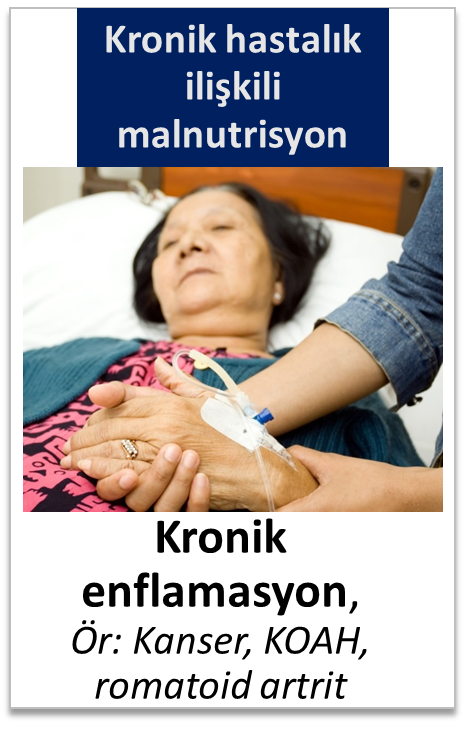 Kronik hastalık
ilişkili
malnutrisyon
Kronik
enflamasyon,
Ör: Kanser, KOAH,
romatoid artrit